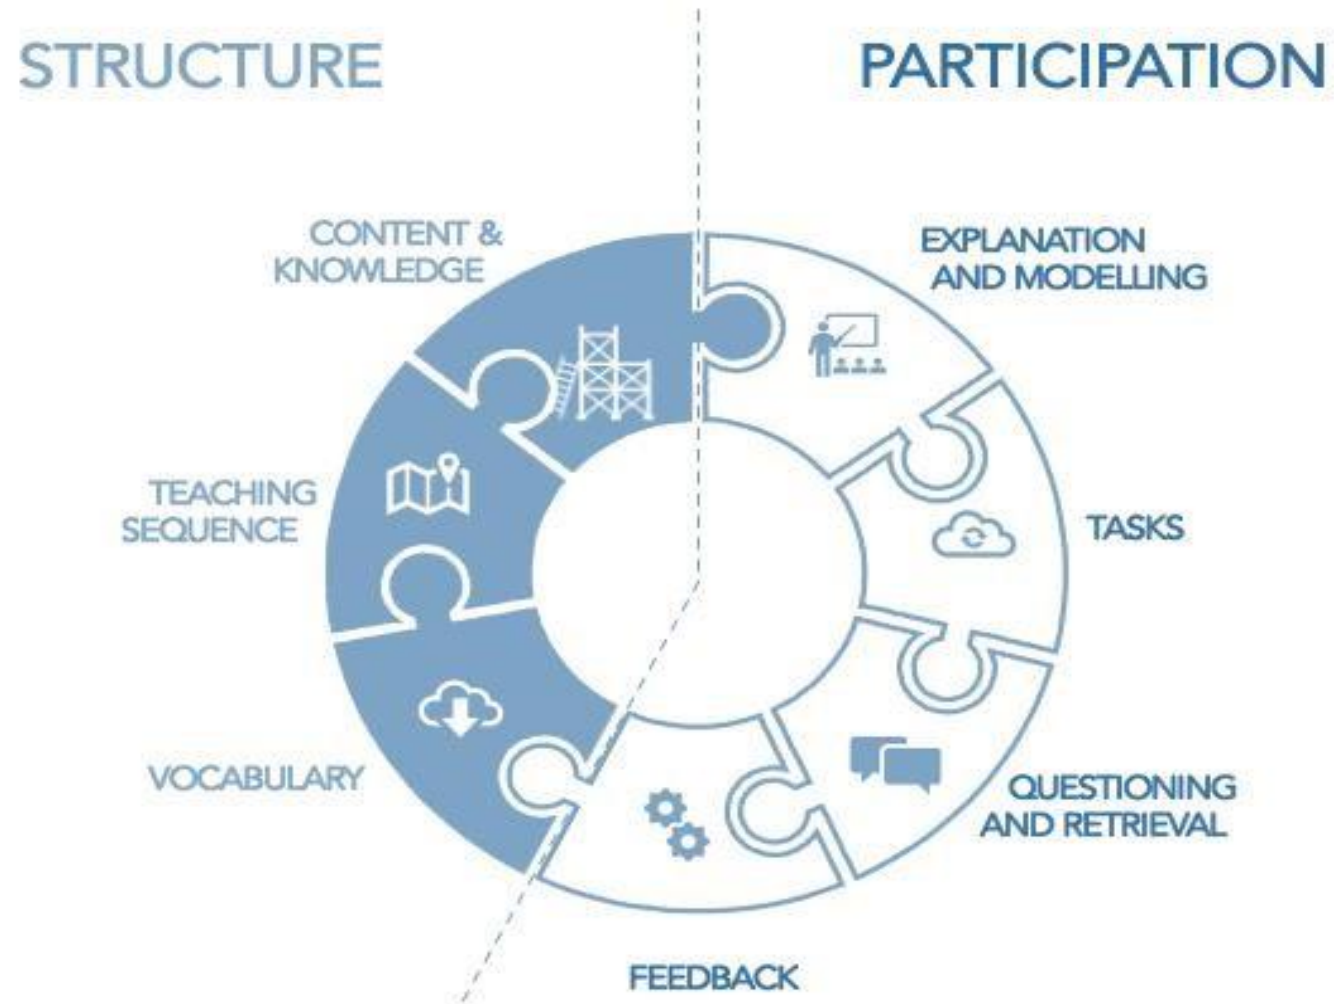 STRUCTURE
PARTICIPATION
CONTENT &
KNOWLEDGE
EXPLANATION
AND MODELLING
TEACHING
SEQUENCE
TASKS
VOCABULARY
QUESTIONING
AND RETRIEVAL
FEEDBACK